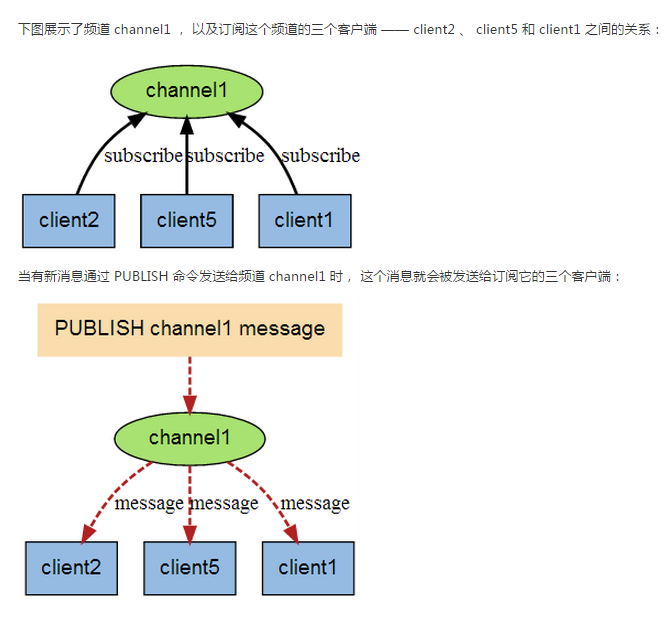 下图展示了频道 channel1 ， 以及订阅这个频道的三个客户端 —— client2 、 client5 和 client1 之间的关系：
channel1
subscribe subscribe subscribe
client2 client5 client1
当有新消息通过 PUBLISH 命令发送给频道 channel1 时， 这个消息就会被发送给订阅它的三个客户端：
PUBLISH channel1 message
channel1
message message message
client2 client5 client1